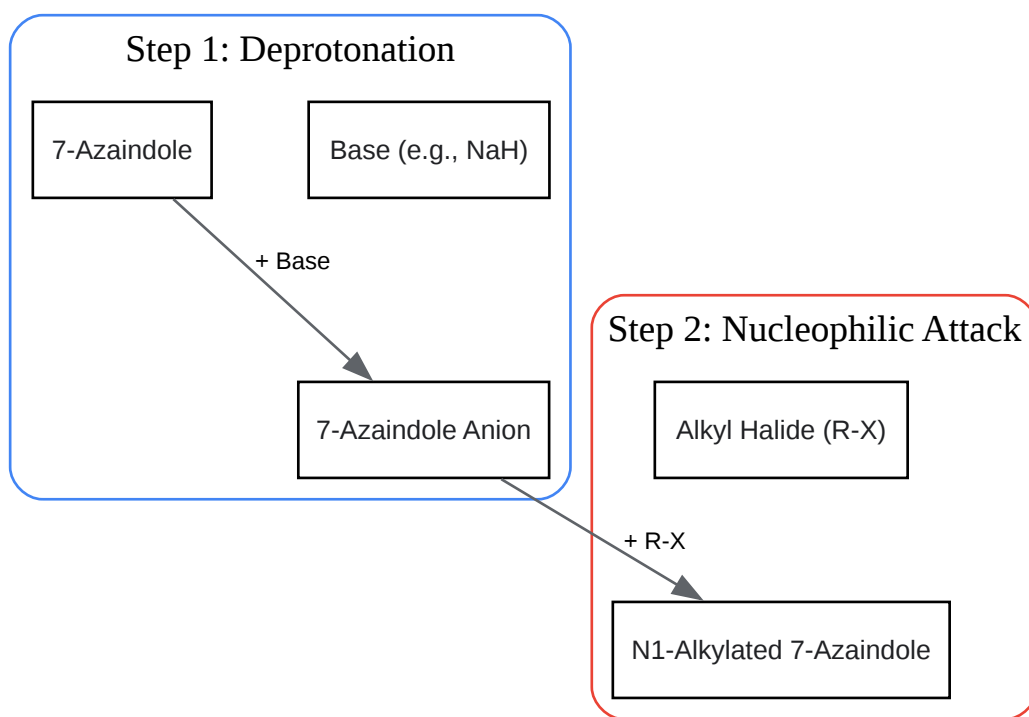 Step 1: Deprotonation
7-Azaindole
Base (e.g., NaH)
+ Base
7-Azaindole Anion
Step 2: Nucleophilic Attack
Alkyl Halide (R-X)
+ R-X
N1-Alkylated 7-Azaindole